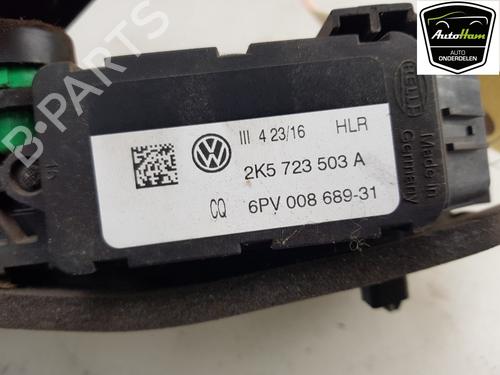 III 4 23/16 HLR
2K5 723 503 A
CQ 6PV 008 689-31
HELLA
Made in
Germany
AutoHam
AUTO
ONDERDELEN
B-PARTS